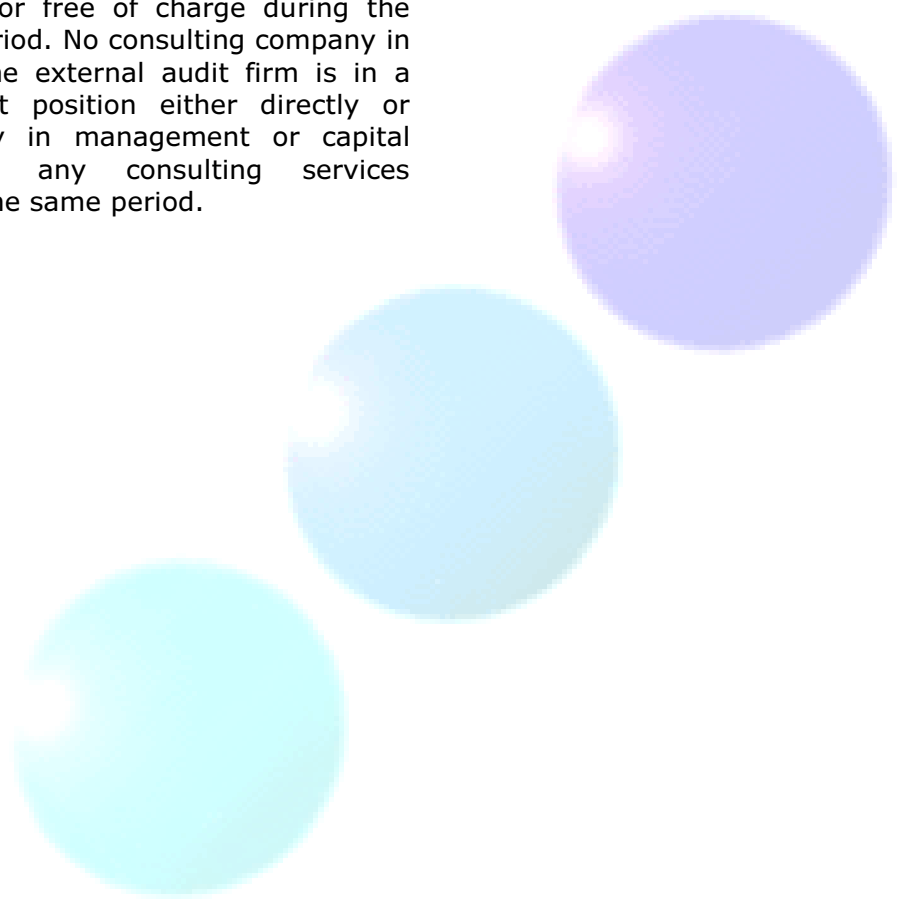 or free of charge during the
riod. No consulting company in
he external audit firm is in a
t position either directly or
y in management or capital
any consulting services
he same period.